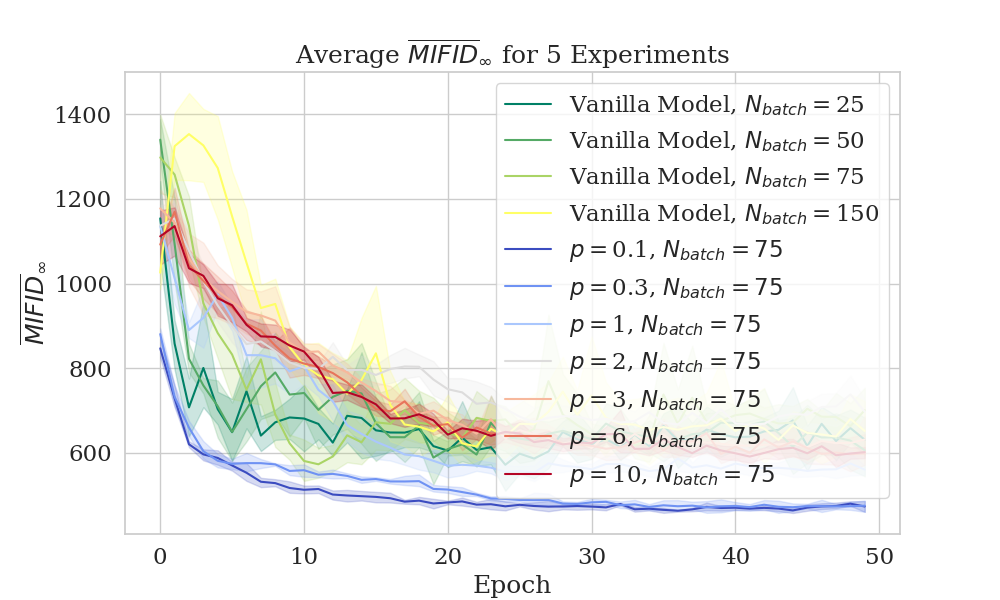 Average $\overline{MIFID}_\infty$ for 5 Experiments
$\overline{MIFID}_\infty$
1400
1200
1000
800
600
Vanilla Model, $N_{batch} = 25$
Vanilla Model, $N_{batch} = 50$
Vanilla Model, $N_{batch} = 75$
Vanilla Model, $N_{batch} = 150$
$p = 0.1$, $N_{batch} = 75$
$p = 0.3$, $N_{batch} = 75$
$p = 1$, $N_{batch} = 75$
$p = 2$, $N_{batch} = 75$
$p = 3$, $N_{batch} = 75$
$p = 6$, $N_{batch} = 75$
$p = 10$, $N_{batch} = 75$
0 10 20 30 40 50
Epoch